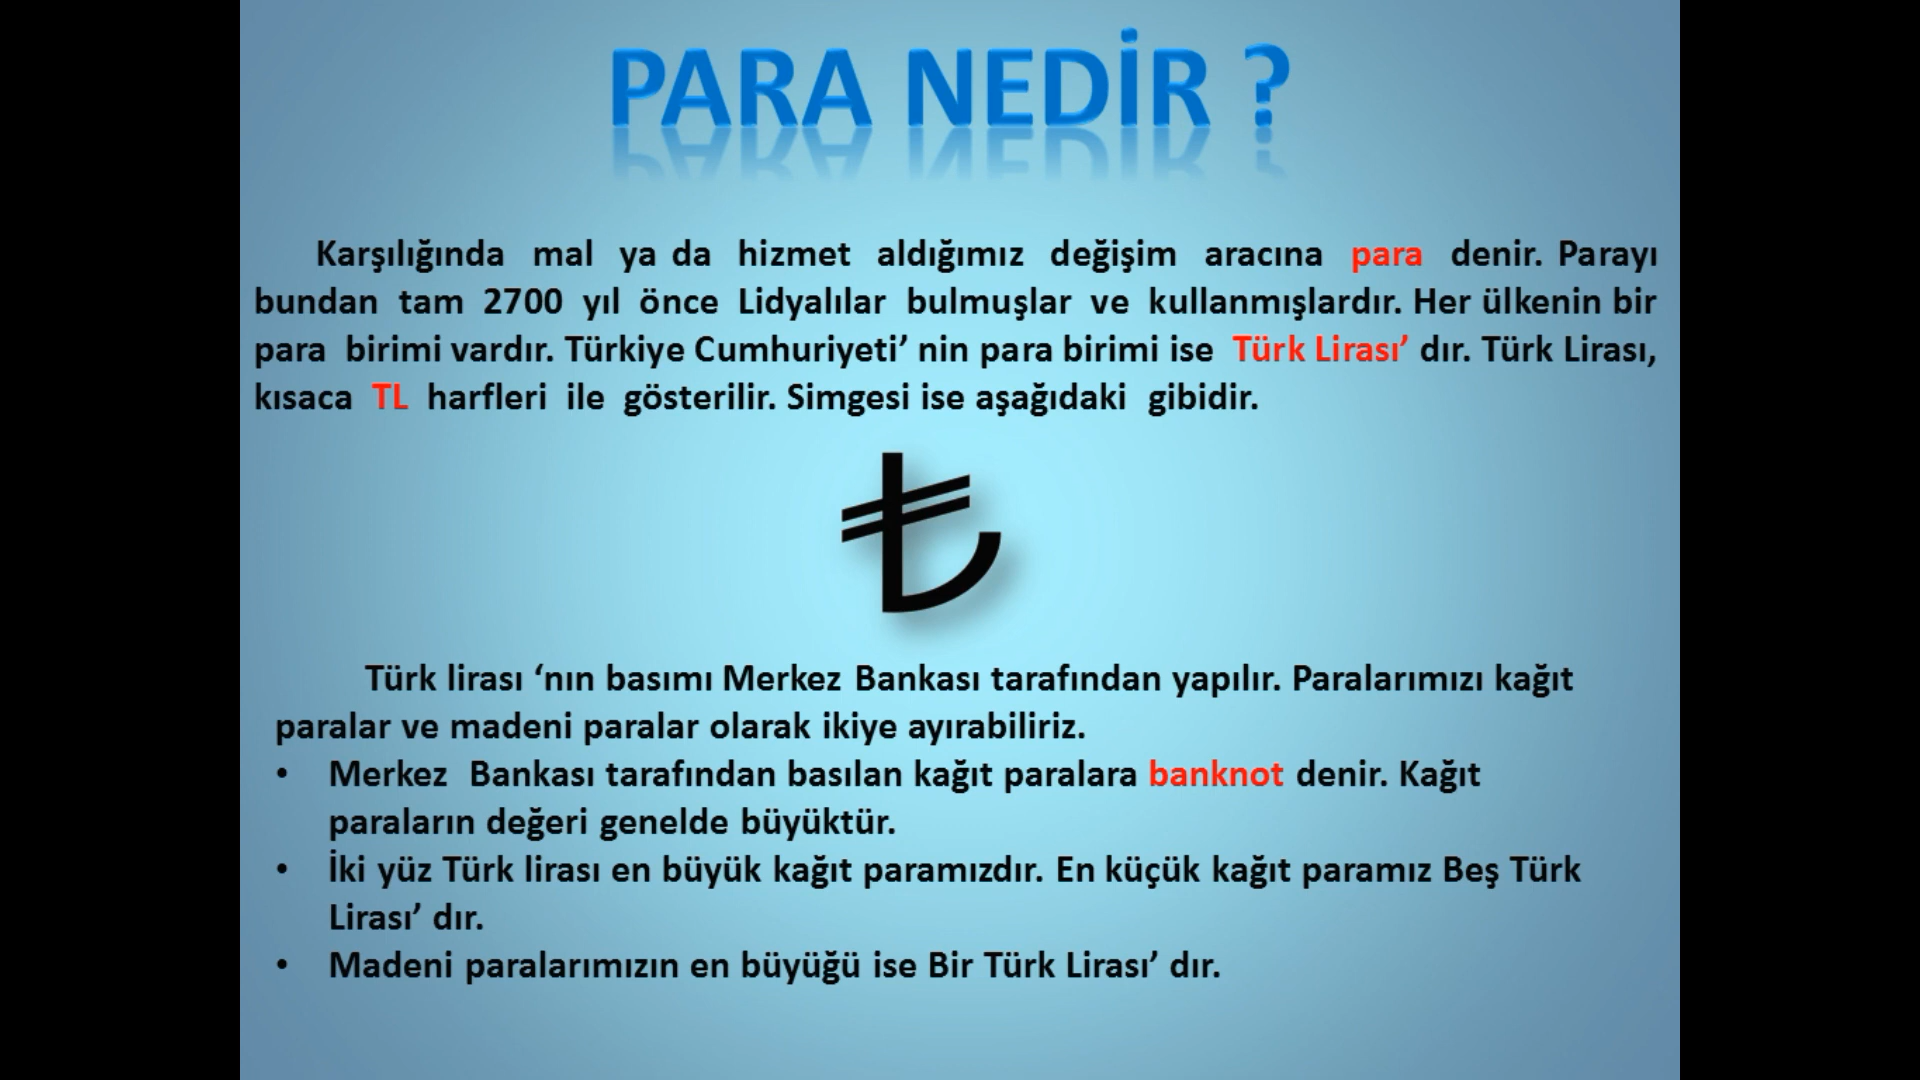 PARA NEDİR ?
Karşılığında mal ya da hizmet aldığımız değişim aracına para denir. Parayı
bundan tam 2700 yıl önce Lidyalılar bulmuşlar ve kullanmışlardır. Her ülkenin bir
para birimi vardır. Türkiye Cumhuriyeti’ nin para birimi ise Türk Lirası’ dır. Türk Lirası,
kısaca TL harfleri ile gösterilir. Simgesi ise aşağıdaki gibidir.
₺
Türk lirası ‘nın basımı Merkez Bankası tarafından yapılır. Paralarımızı kağıt
paralar ve madeni paralar olarak ikiye ayırabiliriz.
• Merkez Bankası tarafından basılan kağıt paralara banknot denir. Kağıt
paraların değeri genelde büyüktür.
• İki yüz Türk lirası en büyük kağıt paramızdır. En küçük kağıt paramız Beş Türk
Lirası’ dır.
• Madeni paralarımızın en büyüğü ise Bir Türk Lirası’ dır.